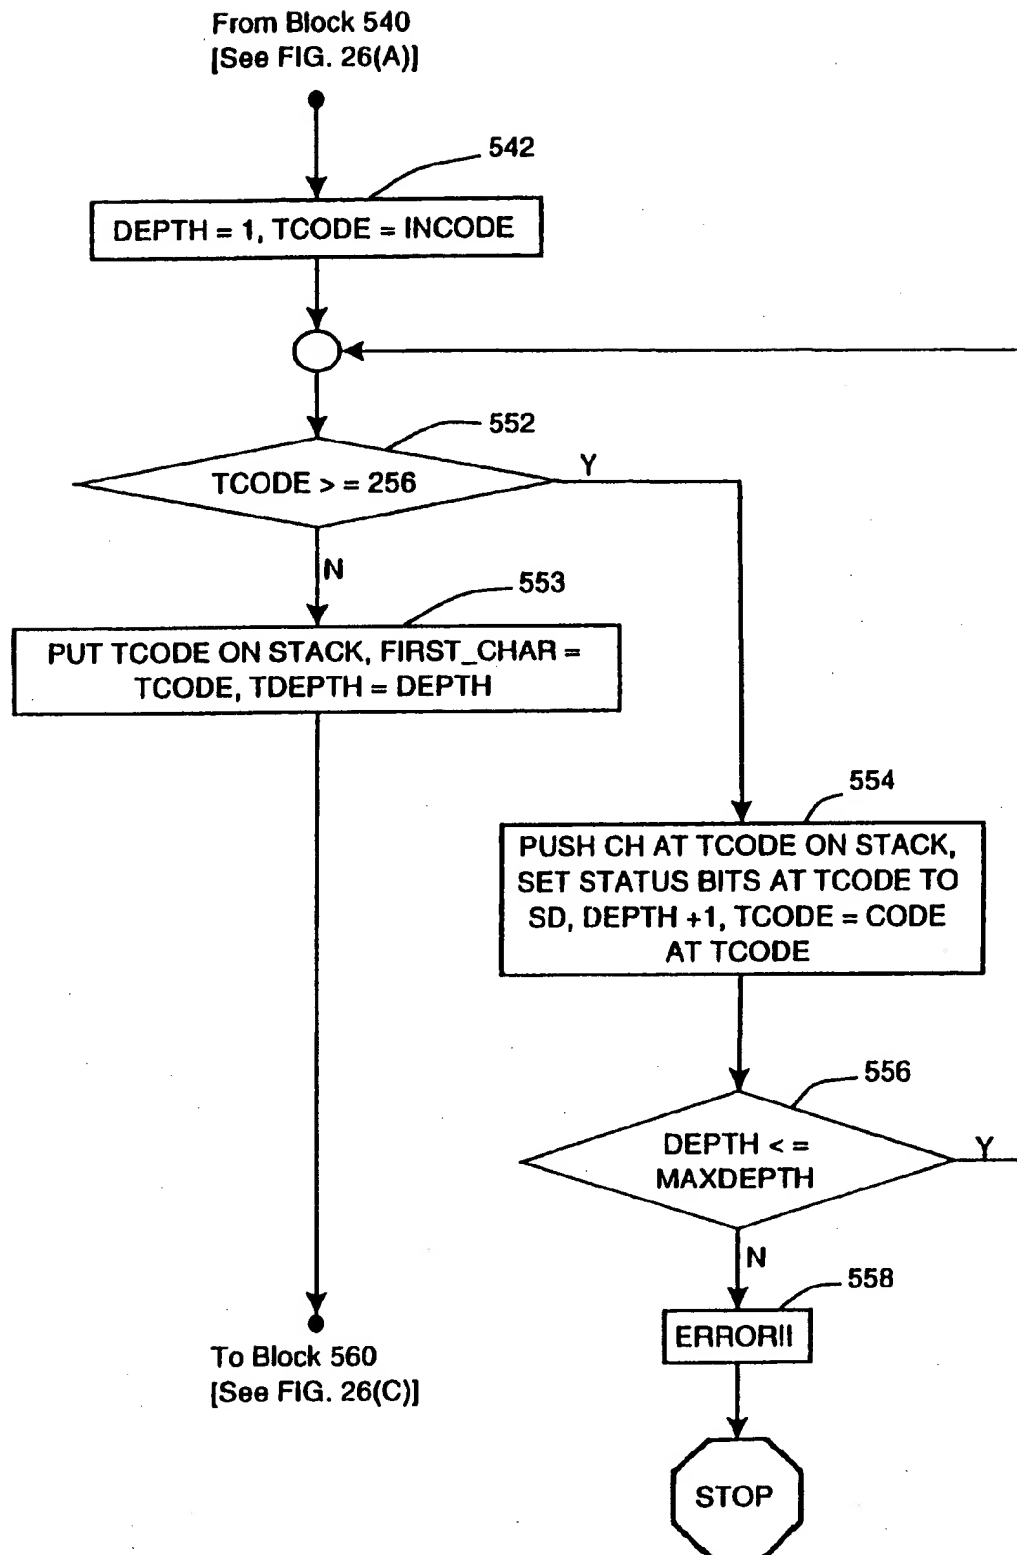 From Block 540
[See FIG. 26(A)]
542
DEPTH = 1, TCODE = INCODE
552
TCODE > = 256
Y
N
553
PUT TCODE ON STACK, FIRST_CHAR =
TCODE, TDEPTH = DEPTH
554
PUSH CH AT TCODE ON STACK,
SET STATUS BITS AT TCODE TO
SD, DEPTH +1, TCODE = CODE
AT TCODE
556
DEPTH < =
MAXDEPTH
Y
N
558
ERROR!!
To Block 560
[See FIG. 26(C)]
STOP